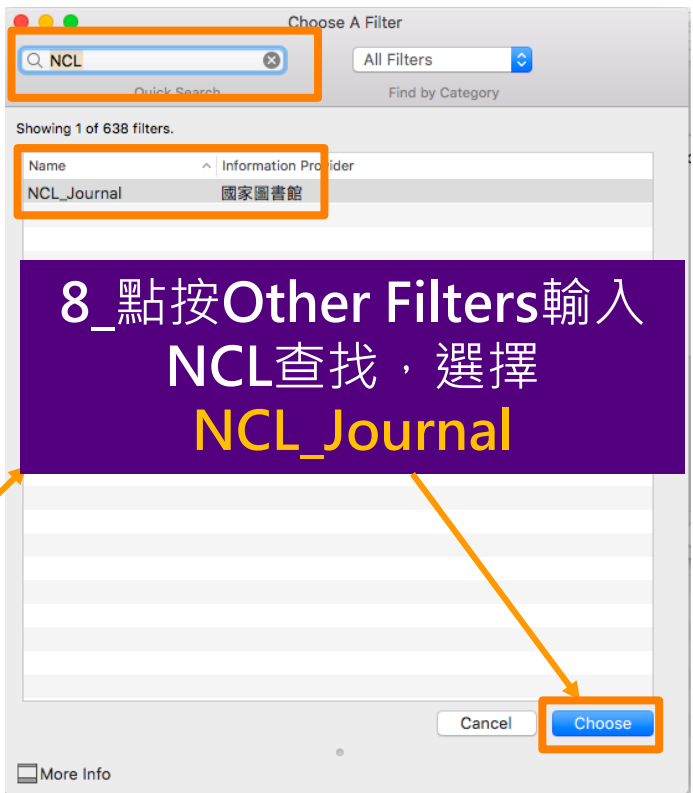 Choose A Filter
NCL
All Filters
Quick Search
Find by Category
Showing 1 of 638 filters.
Name
Information Provider
NCL_Journal
國家圖書館
8_點按Other Filters輸入
NCL查找，選擇
NCL_Journal
Cancel
Choose
More Info